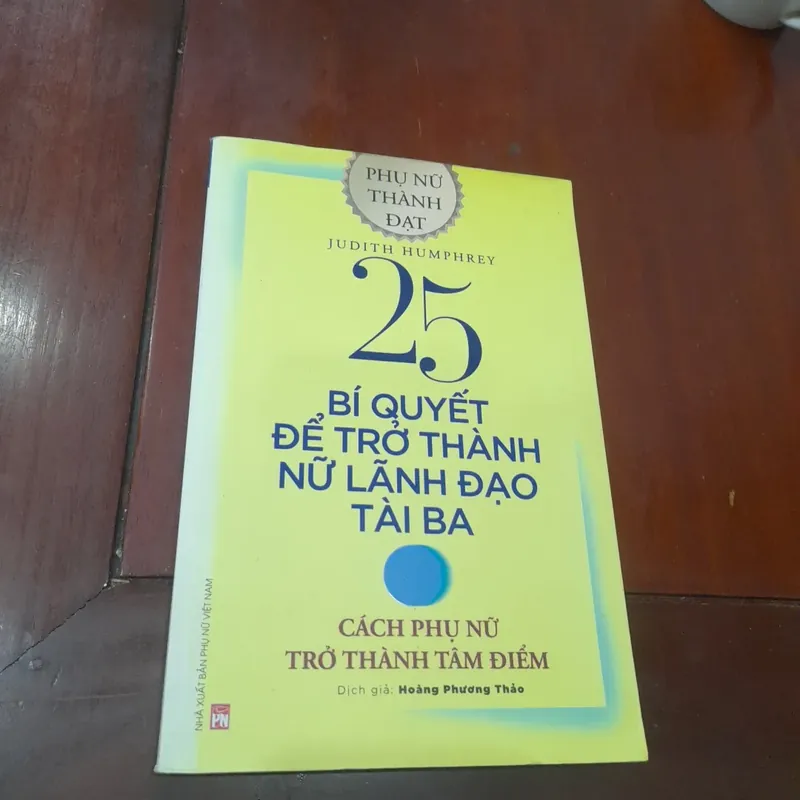 PHỤ NỮ
THÀNH
ĐẠT
JUDITH HUMPHREY
25
BÍ QUYẾT
ĐỂ TRỞ THÀNH
NỮ LÃNH ĐẠO
TÀI BA
CÁCH PHỤ NỮ
TRỞ THÀNH TÂM ĐIỂM
Dịch giả: Hoàng Phương Thảo
NHÀ XUẤT BẢN PHỤ NỮ VIỆT NAM
PN